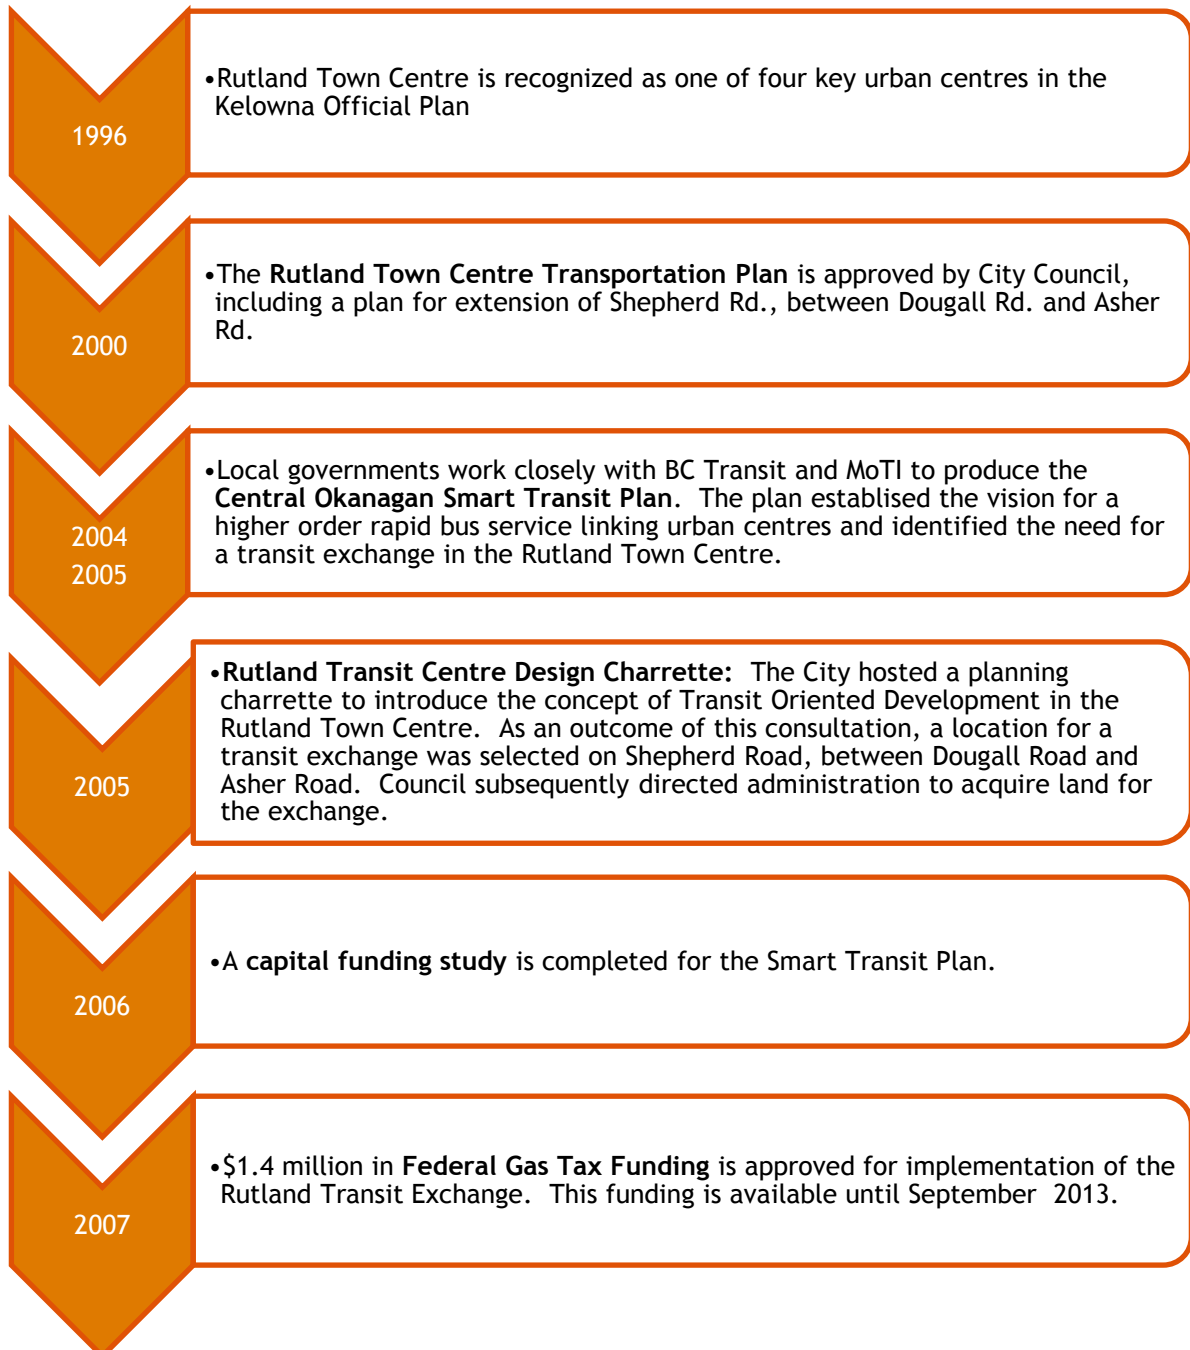 1996
•Rutland Town Centre is recognized as one of four key urban centres in the
Kelowna Official Plan
2000
•The Rutland Town Centre Transportation Plan is approved by City Council,
including a plan for extension of Shepherd Rd., between Dougall Rd. and Asher
Rd.
2004
2005
•Local governments work closely with BC Transit and MoTI to produce the
Central Okanagan Smart Transit Plan.  The plan establised the vision for a
higher order rapid bus service linking urban centres and identified the need for
a transit exchange in the Rutland Town Centre.
2005
•Rutland Transit Centre Design Charrette:  The City hosted a planning
charrette to introduce the concept of Transit Oriented Development in the
Rutland Town Centre.  As an outcome of this consultation, a location for a
transit exchange was selected on Shepherd Road, between Dougall Road and
Asher Road.  Council subsequently directed administration to acquire land for
the exchange.
2006
•A capital funding study is completed for the Smart Transit Plan.
2007
•$1.4 million in Federal Gas Tax Funding is approved for implementation of the
Rutland Transit Exchange.  This funding is available until September  2013.